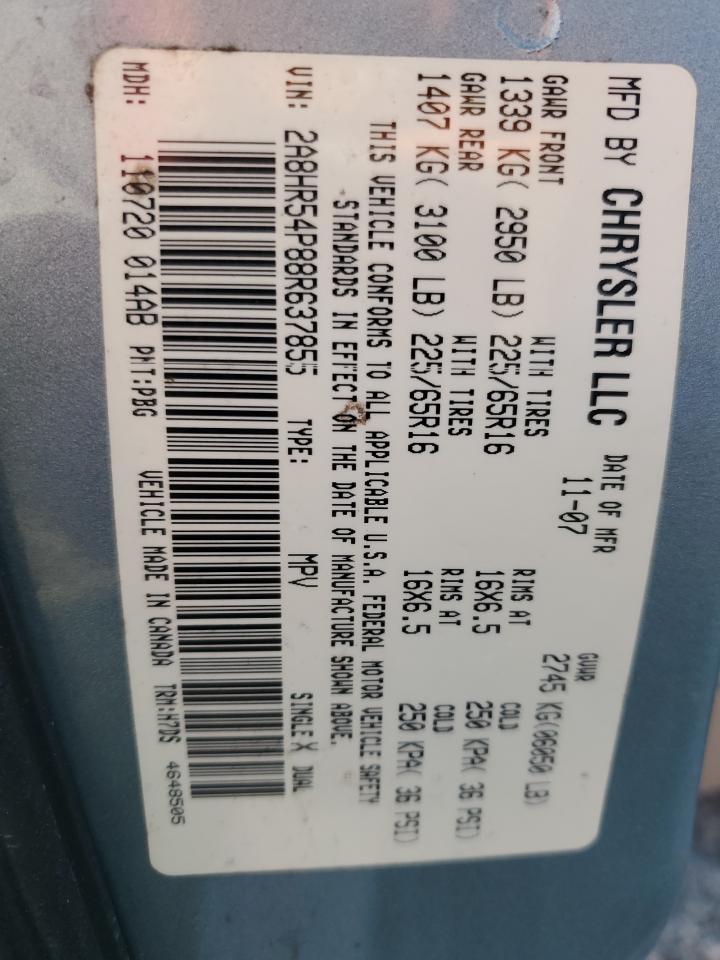 MFD BY CHRYSLER LLC DATE OF MFR GVWR
11-07 2745 KG(06050 LB)
GAWR FRONT WITH TIRES RIMS AT COLD
1339 KG( 2950 LB) 225/65R16 16X6.5 250 KPA( 36 PSI)
GAWR REAR WITH TIRES RIMS AT COLD
1407 KG( 3100 LB) 225/65R16 16X6.5 250 KPA( 36 PSI)
THIS VEHICLE CONFORMS TO ALL APPLICABLE U.S.A. FEDERAL MOTOR VEHICLE SAFETY
STANDARDS IN EFFECT ON THE DATE OF MANUFACTURE SHOWN ABOVE.
VIN: 2A8HR54P88R637855 TYPE: MPV SINGLE X DUAL
MDH: 110720 014AB PNT:PBG VEHICLE MADE IN CANADA TRM:H7DS 4648505